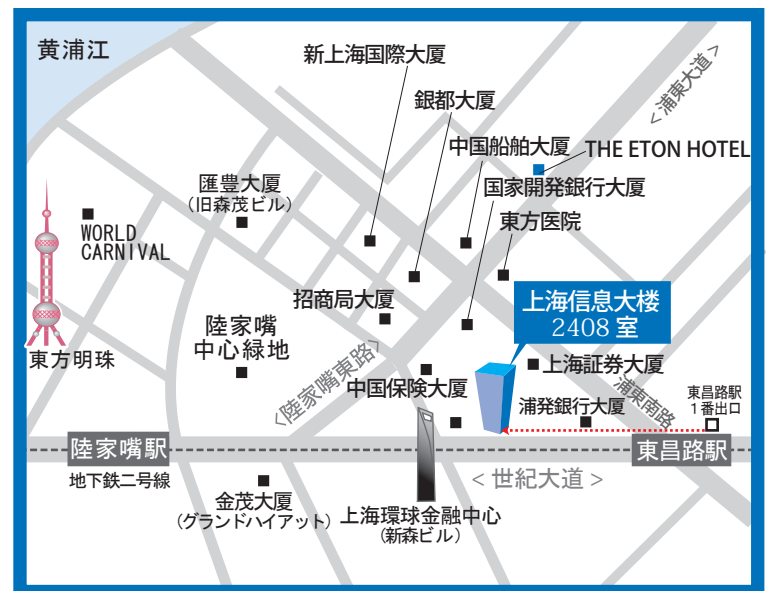 黄浦江
新上海国際大厦
銀都大厦
<浦東大道>
中国船舶大厦
THE ETON HOTEL
国家開発銀行大厦
匯豊大厦
(旧森茂ビル)
東方医院
WORLD
CARNIVAL
招商局大厦
上海信息大楼
2408 室
陸家嘴
中心緑地
東方明珠
<陸家嘴東路>
上海証券大厦
中国保険大厦
浦東南路
浦発銀行大厦
東昌路駅
1番出口
陸家嘴駅
東昌路駅
地下鉄二号線
< 世紀大道 >
金茂大厦
(グランドハイアット)
上海環球金融中心
(新森ビル)